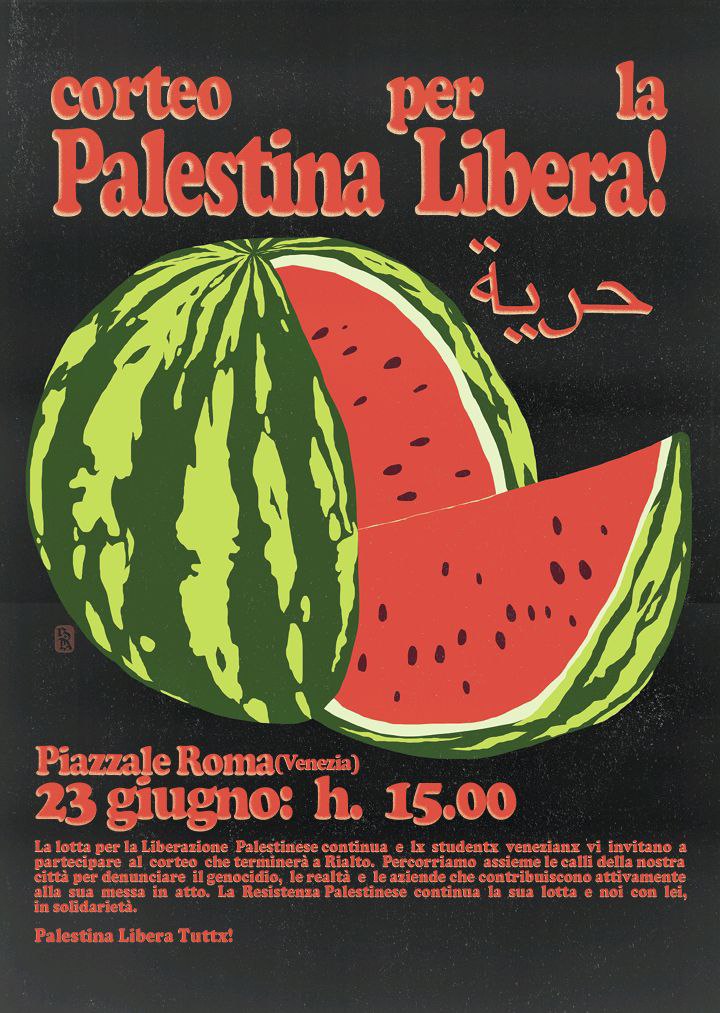 corteo per la
Palestina Libera!
حرية
Piazzale Roma (Venezia)
23 giugno: h. 15.00
La lotta per la Liberazione Palestinese continua e lx studentx venezianx vi invitano a
partecipare al corteo che terminerà a Rialto. Percorriamo assieme le calli della nostra
città per denunciare il genocidio, le realtà e le aziende che contribuiscono attivamente
alla sua messa in atto. La Resistenza Palestinese continua la sua lotta e noi con lei,
in solidarietà.
Palestina Libera Tuttx!